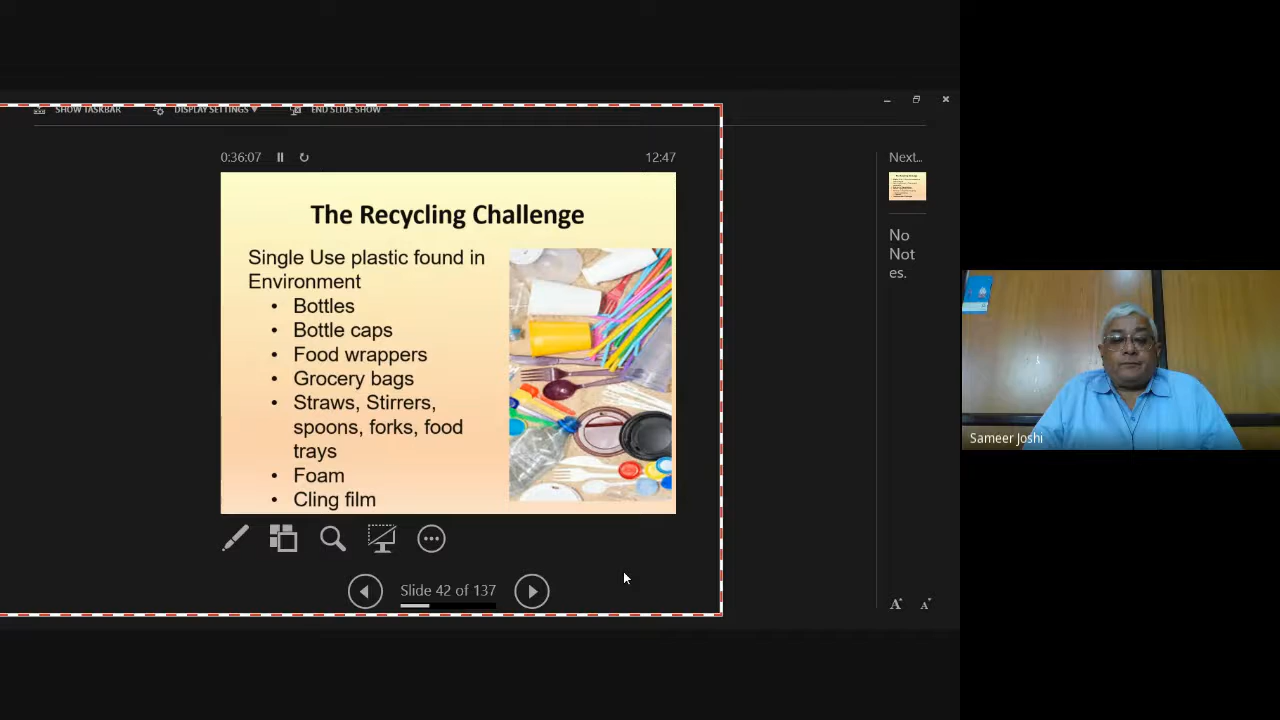 SHOW TASKBAR DISPLAY SETTINGS END SLIDE SHOW
0:36:07 12:47
The Recycling Challenge
Single Use plastic found in
Environment
• Bottles
• Bottle caps
• Food wrappers
• Grocery bags
• Straws, Stirrers,
spoons, forks, food
trays
• Foam
• Cling film
Slide 42 of 137
Next...
No
Not
es.
Sameer Joshi